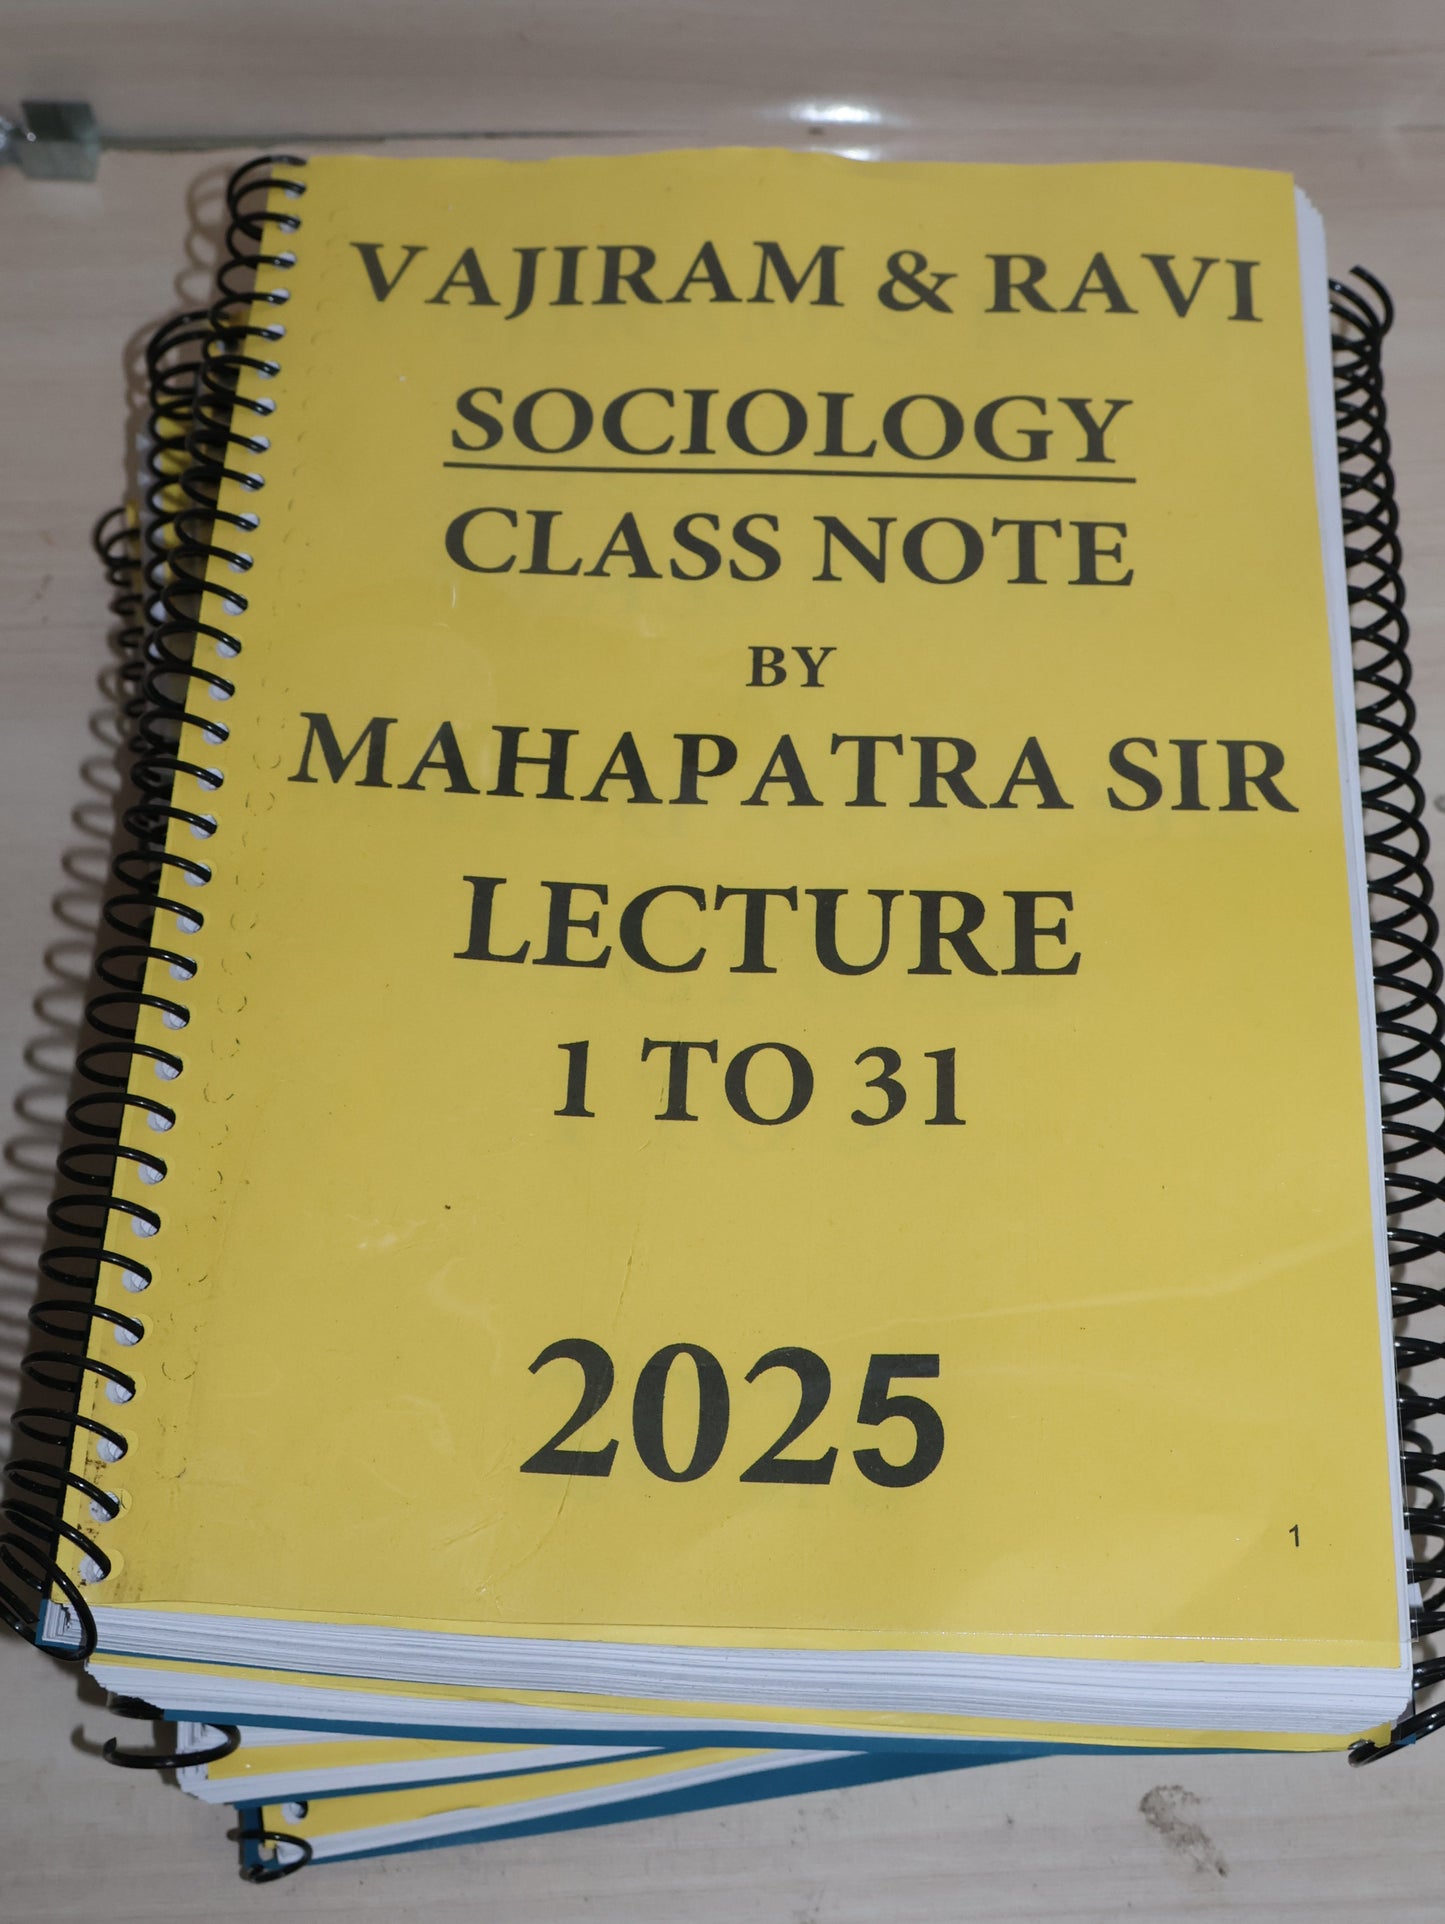 VAJIRAM & RAVI
SOCIOLOGY
CLASS NOTE
BY
MAHAPATRA SIR
LECTURE
1 TO 31
2025
1